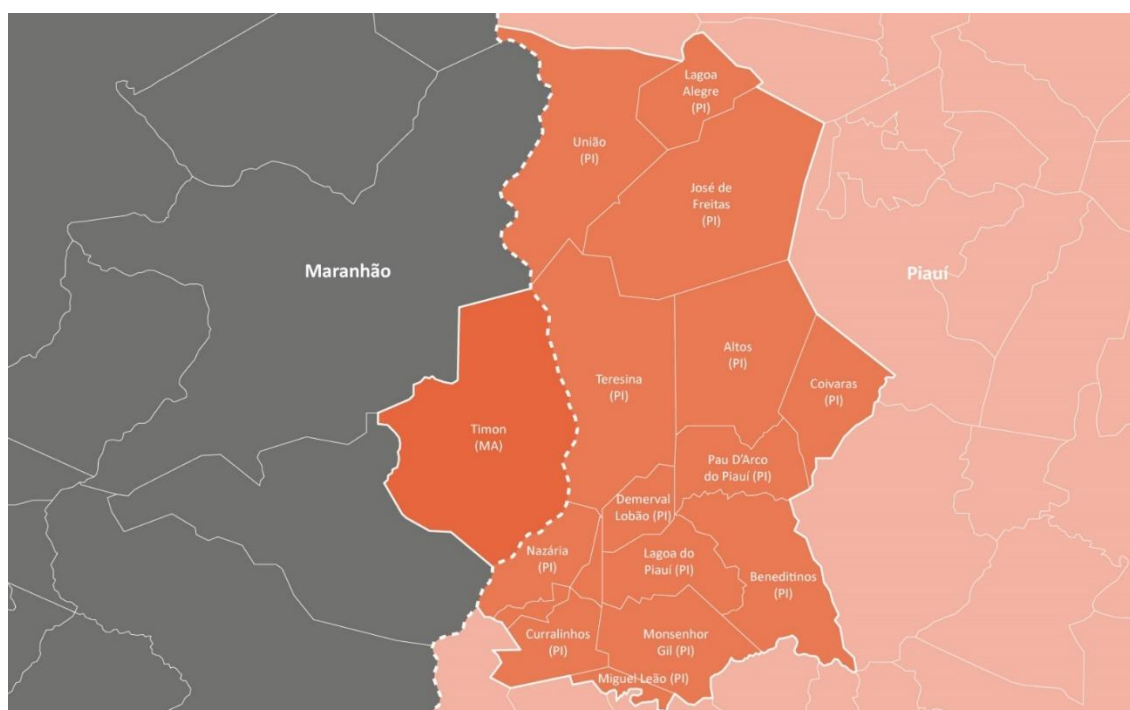 Lagoa
Alegre
(PI)
União
(PI)
José de
Freitas
(PI)
Maranhão
Piauí
Altos
(PI)
Teresina
(PI)
Coivaras
(PI)
Timon
(MA)
Pau D'Arco
do Piauí (PI)
Demerval
Lobão (PI)
Nazária
(PI)
Lagoa do
Piauí (PI)
Beneditinos
(PI)
Curralinhos
(PI)
Monsenhor
Gil (PI)
Miguel Leão (PI)